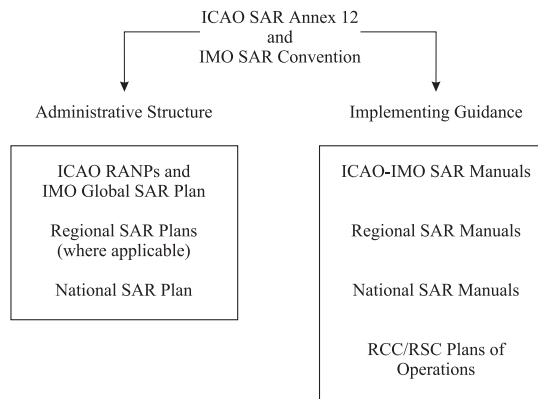 ICAO SAR Annex 12
and
IMO SAR Convention
Administrative Structure
ICAO RANPs and
IMO Global SAR Plan
Regional SAR Plans
(where applicable)
National SAR Plan
Implementing Guidance
ICAO-IMO SAR Manuals
Regional SAR Manuals
National SAR Manuals
RCC/RSC Plans of
Operations